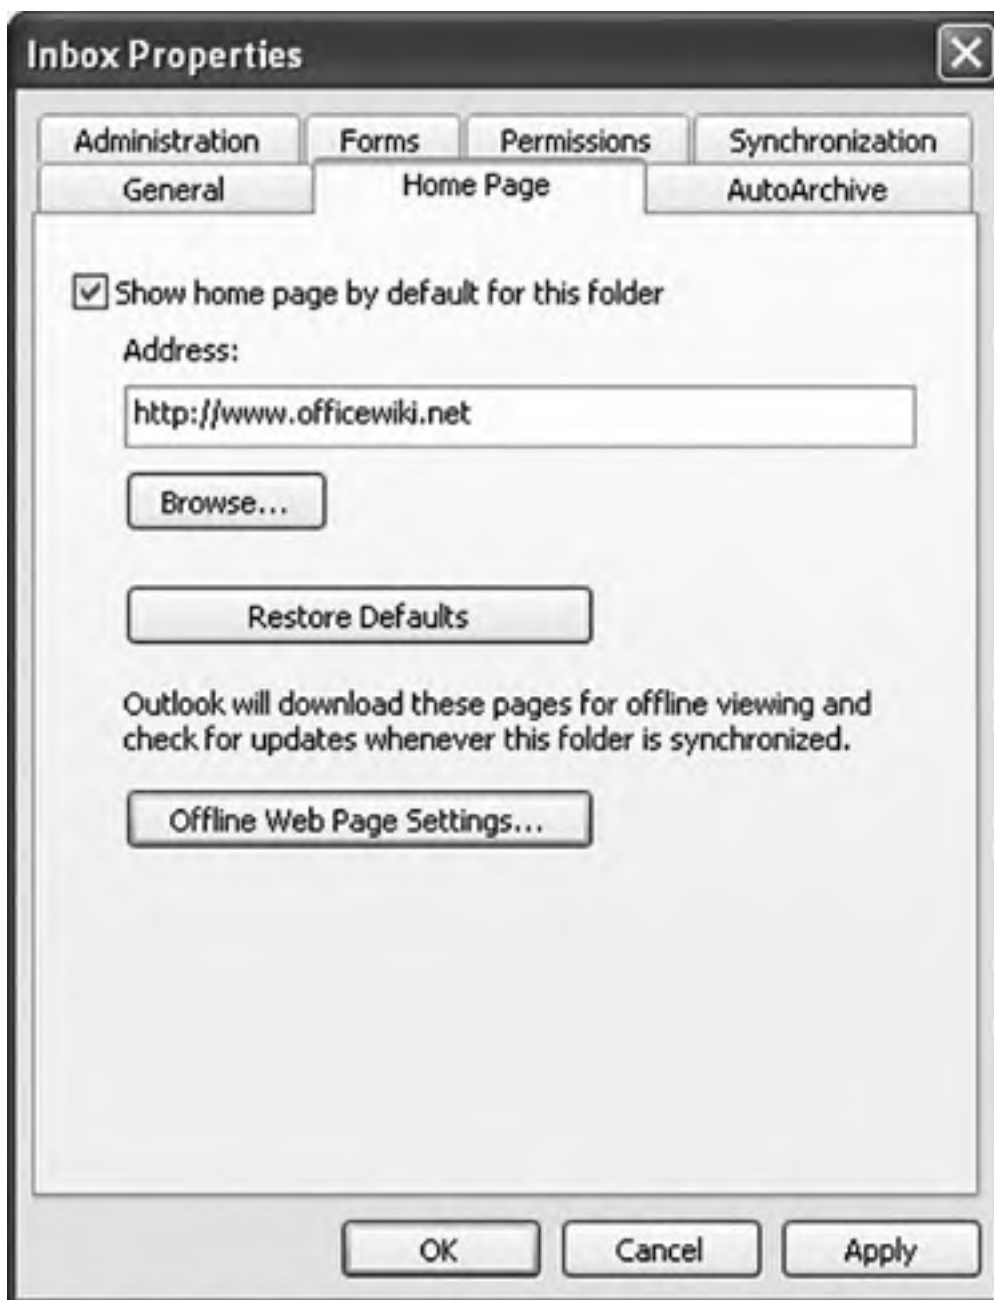 Inbox Properties
Administration Forms Permissions Synchronization
General Home Page AutoArchive
Show home page by default for this folder
Address:
http://www.officewiki.net
Browse...
Restore Defaults
Outlook will download these pages for offline viewing and
check for updates whenever this folder is synchronized.
Offline Web Page Settings...
OK Cancel Apply